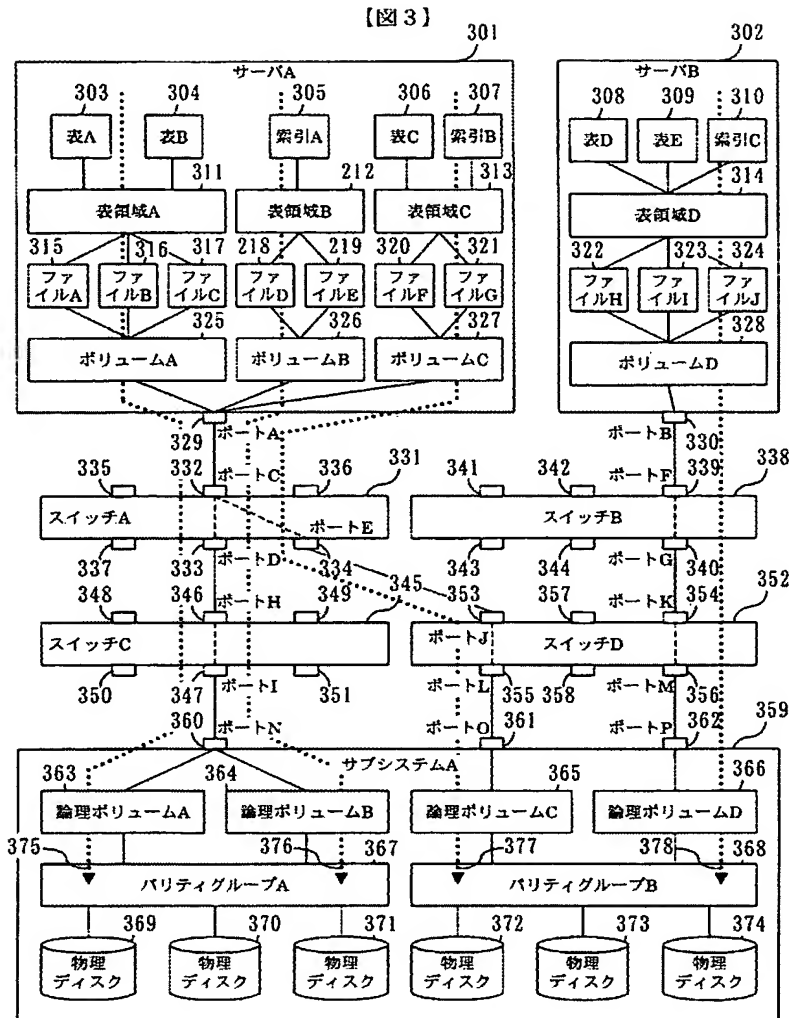 【図3】
301 302
サーバA サーバB
303 304 305 306 307 308 309 310
表A 表B 索引A 表C 索引B 表D 表E 索引C
311 212 313 314
表領域A 表領域B 表領域C 表領域D
315 316 317 218 219 320 321 322 323 324
ファイルA ファイルB ファイルC ファイルD ファイルE ファイルF ファイルG ファイルH ファイルI ファイルJ
325 326 327 328
ボリュームA ボリュームB ボリュームC ボリュームD
329 ポートA ポートB 330
335 332 ポートC 336 331 341 342 ポートF 339 338
スイッチA ポートE スイッチB
337 333 ポートD 334 343 344 ポートG 340
348 346 ポートH 349 345 353 357 ポートK 354 352
スイッチC ポートJ スイッチD
350 347 ポートI 351 ポートL 355 358 ポートM 356
360 ポートN ポートO 361 ポートP 362 359
サブシステムA
363 364 365 366
論理ボリュームA 論理ボリュームB 論理ボリュームC 論理ボリュームD
375 376 367 377 378 368
パリティグループA パリティグループB
369 370 371 372 373 374
物理ディスク 物理ディスク 物理ディスク 物理ディスク 物理ディスク 物理ディスク